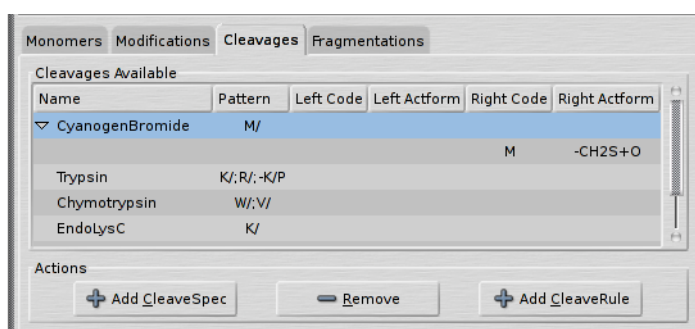 Monomers Modifications Cleavages Fragmentations
Cleavages Available
Name Pattern Left Code Left Actform Right Code Right Actform
CyanogenBromide M/
M -CH2S+O
Trypsin K/;R/;-K/P
Chymotrypsin W/;V/
EndoLysC K/
Actions
Add CleaveSpec Remove Add CleaveRule